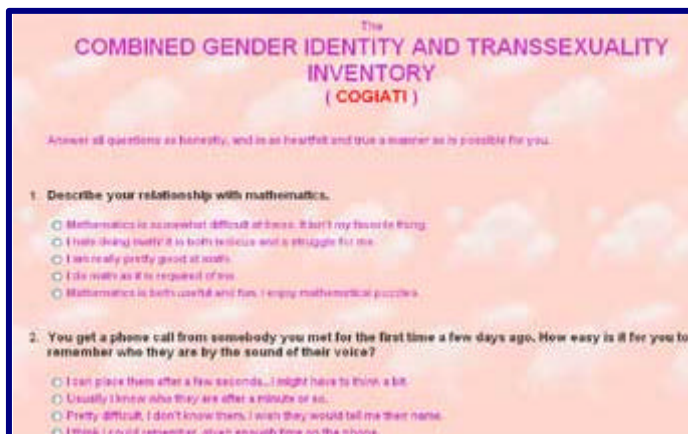 The
COMBINED GENDER IDENTITY AND TRANSSEXUALITY
INVENTORY
( COGIATI )
Answer all questions as honestly, and in as heartfelt and true a manner as is possible for you.
1. Describe your relationship with mathematics.
Mathematics is somewhat difficult at times. It isn't my favorite thing.
I hate doing math! It is both tedious and a struggle for me.
I am really pretty good at math.
I do math as it is required of me.
Mathematics is both useful and fun. I enjoy mathematical puzzles.
2. You get a phone call from somebody you met for the first time a few days ago. How easy is it for you to
remember who they are by the sound of their voice?
I can place them after a few seconds...I might have to think a bit.
Usually I know who they are after a minute or so.
Pretty difficult, I don't know them, I wish they would tell me their name.
I think I could remember, given enough time on the phone.